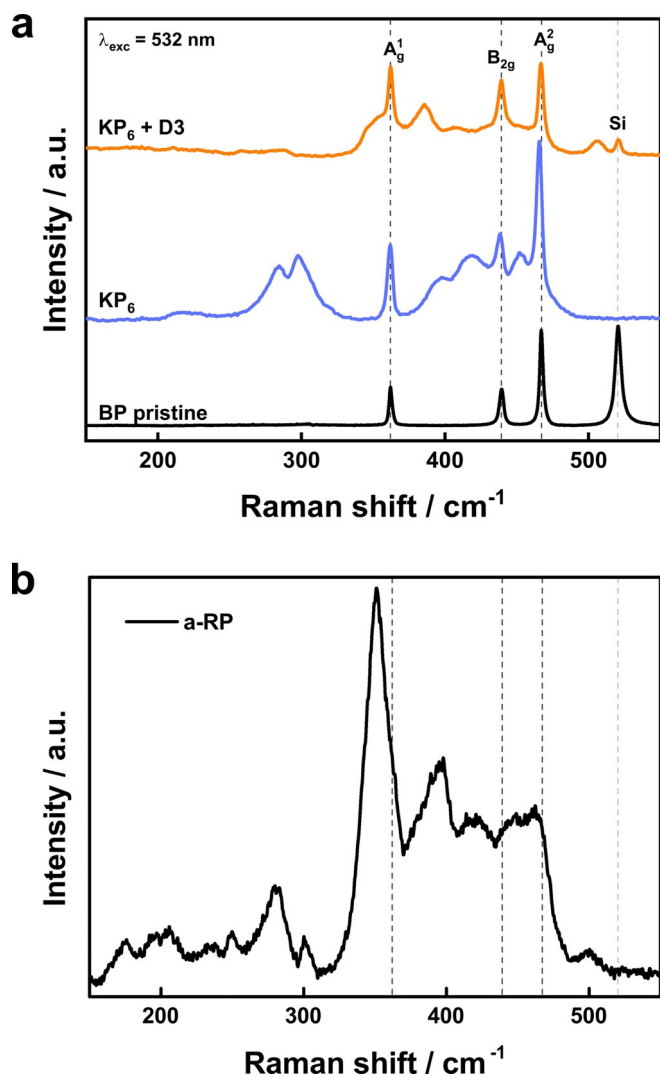 a
λexc = 532 nm
A¹g
B₂g
A²g
Si
KP₆ + D3
KP₆
BP pristine
Intensity / a.u.
200
300
400
500
Raman shift / cm⁻¹
b
a-RP
Intensity / a.u.
200
300
400
500
Raman shift / cm⁻¹